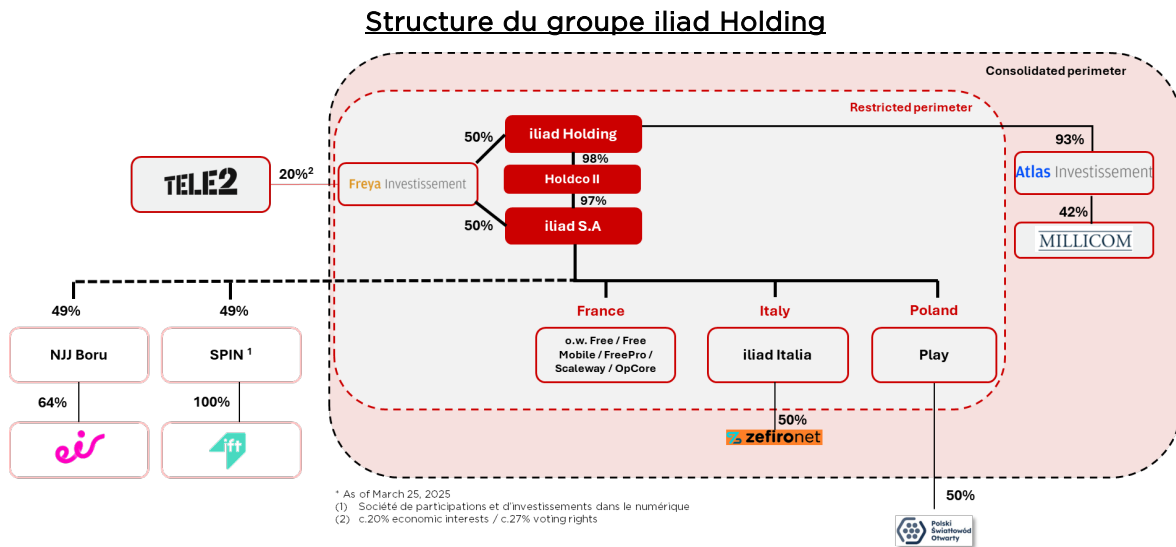 Structure du groupe iliad Holding
Consolidated perimeter
Restricted perimeter
50%
iliad Holding
93%
98%
TELE2
20%²
Freya Investissement
Holdco II
Atlas Investissement
97%
50%
iliad S.A
42%
MILLICOM
49%
49%
France
Italy
Poland
NJJ Boru
SPIN ¹
o.w. Free / Free
Mobile / FreePro /
Scaleway / OpCore
iliad Italia
Play
64%
100%
50%
eir
ift
zefironet
* As of March 25, 2025
(1) Société de participations et d'investissements dans le numérique
(2) c.20% economic interests / c.27% voting rights
50%
Polski
Światłowód
Otwarty